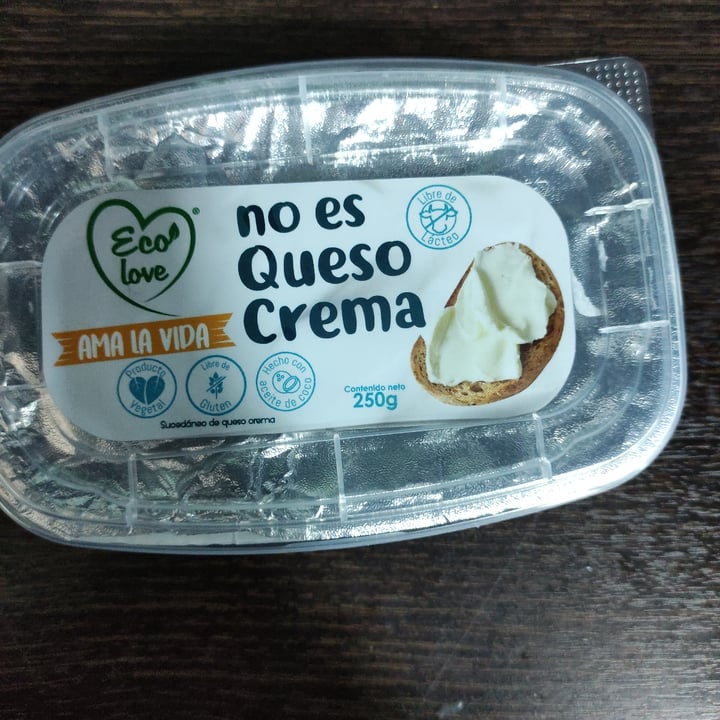 Eco
love
®
AMA LA VIDA
no es
Queso
Crema
Libre de
Lácteo
Producto
Vegetal
Libre de
Gluten
Hecho con
aceite de coco
Contenido neto
250g
Sucedáneo de queso crema